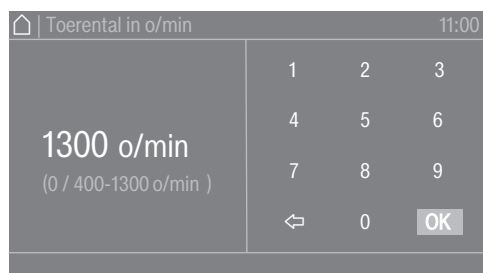 Toerental in o/min 11:00
1300 o/min
(0 / 400-1300 o/min )
1 2 3
4 5 6
7 8 9
0 OK